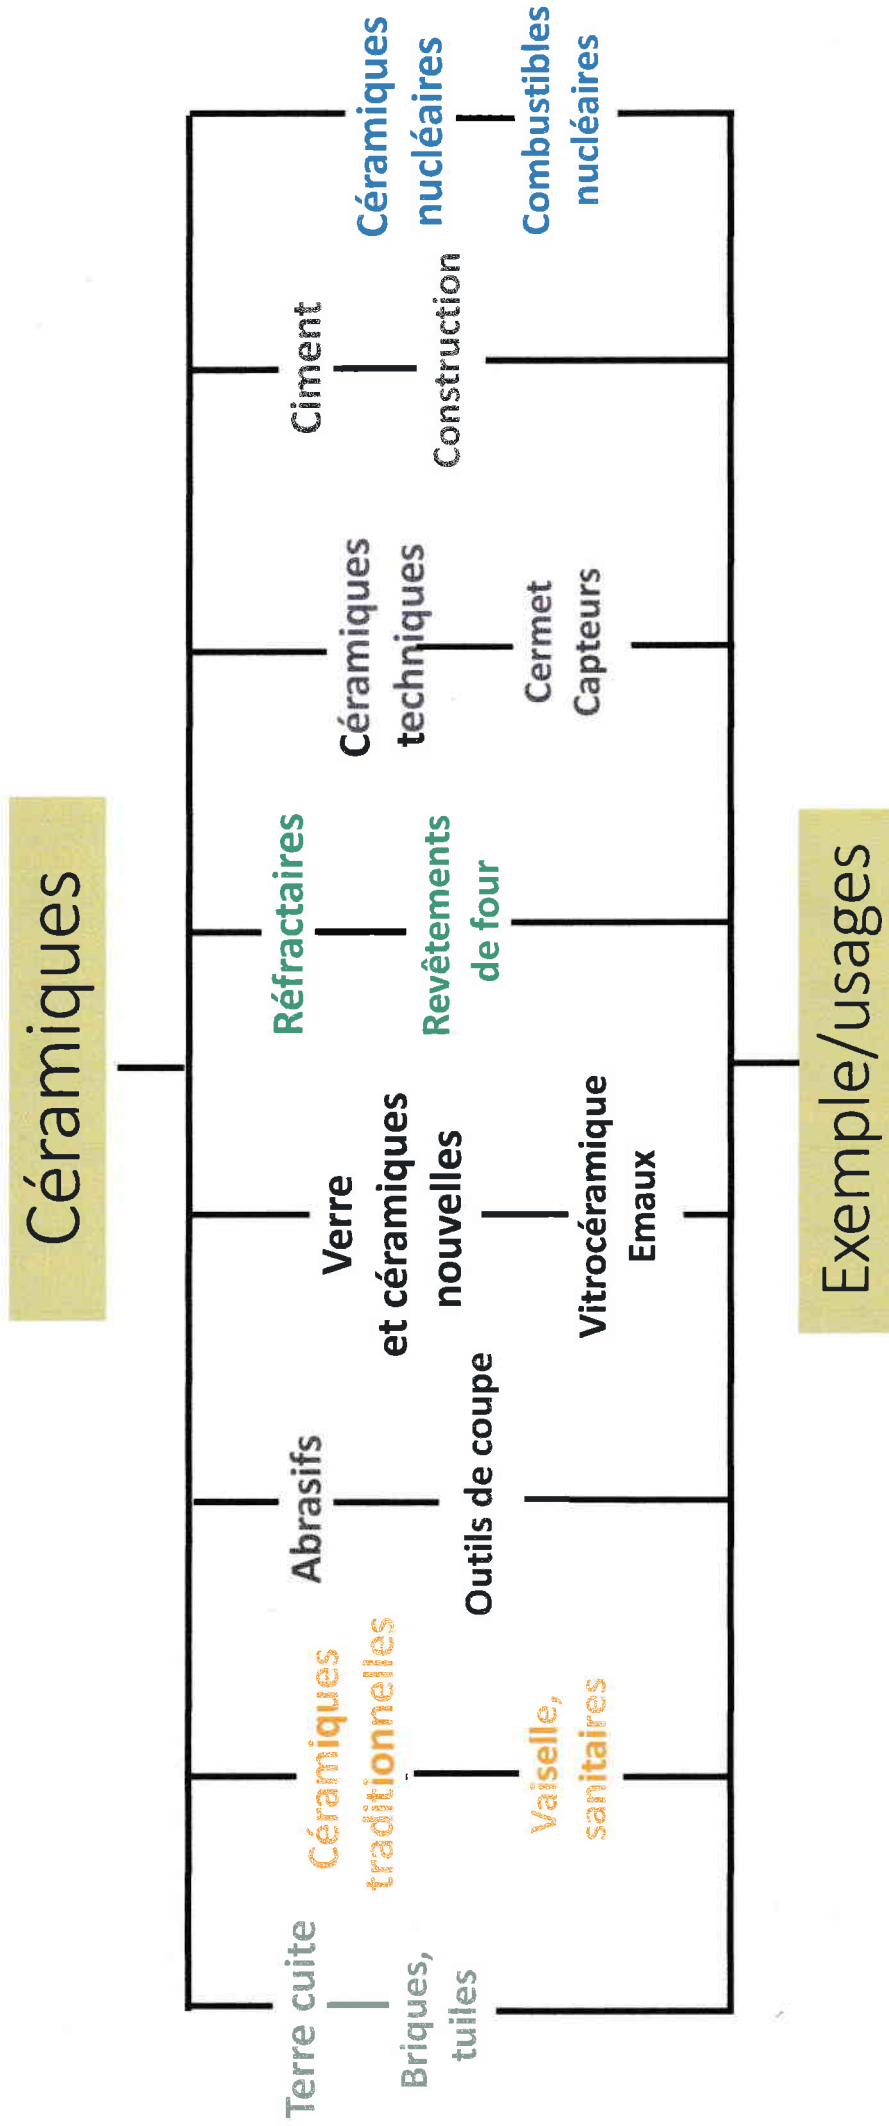 Céramiques
Terre cuite
Briques,
tuiles
Céramiques
traditionnelles
Vaiselle,
sanitaires
Abrasifs
Outils de coupe
Verre
et céramiques
nouvelles
Vitrocéramique
Emaux
Réfractaires
Revêtements
de four
Céramiques
techniques
Cermet
Capteurs
Ciment
Construction
Céramiques
nucléaires
Combustibles
nucléaires
Exemple/usages